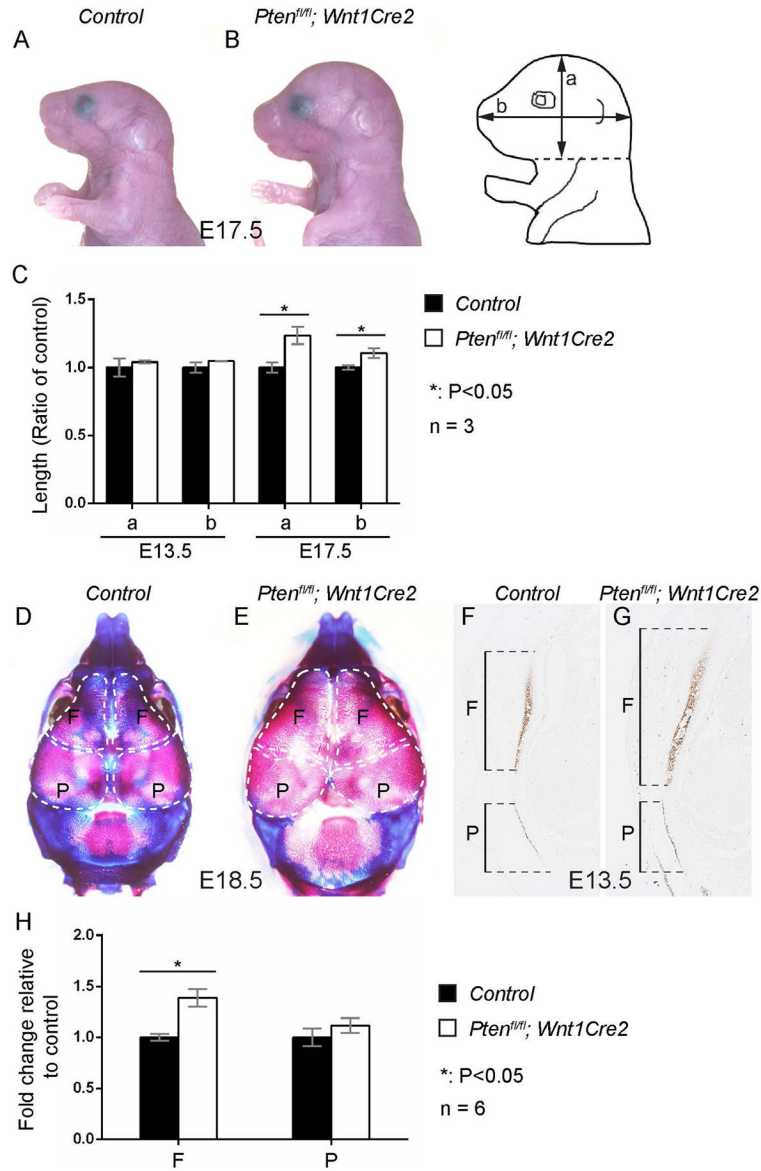 Control Pten^fl/fl; Wnt1Cre2
A B
a
b
E17.5
C
Length (Ratio of control)
1.5
1.0
0.5
0.0
* *
a b a b
E13.5 E17.5
Control
Pten^fl/fl; Wnt1Cre2
*: P<0.05
n = 3
Control Pten^fl/fl; Wnt1Cre2 Control Pten^fl/fl; Wnt1Cre2
D E F G
F F F F F F
P P P P P P
E18.5 E13.5
H
Fold change relative
to control
2.0
1.5
1.0
0.5
0.0
*
F P
Control
Pten^fl/fl; Wnt1Cre2
*: P<0.05
n = 6